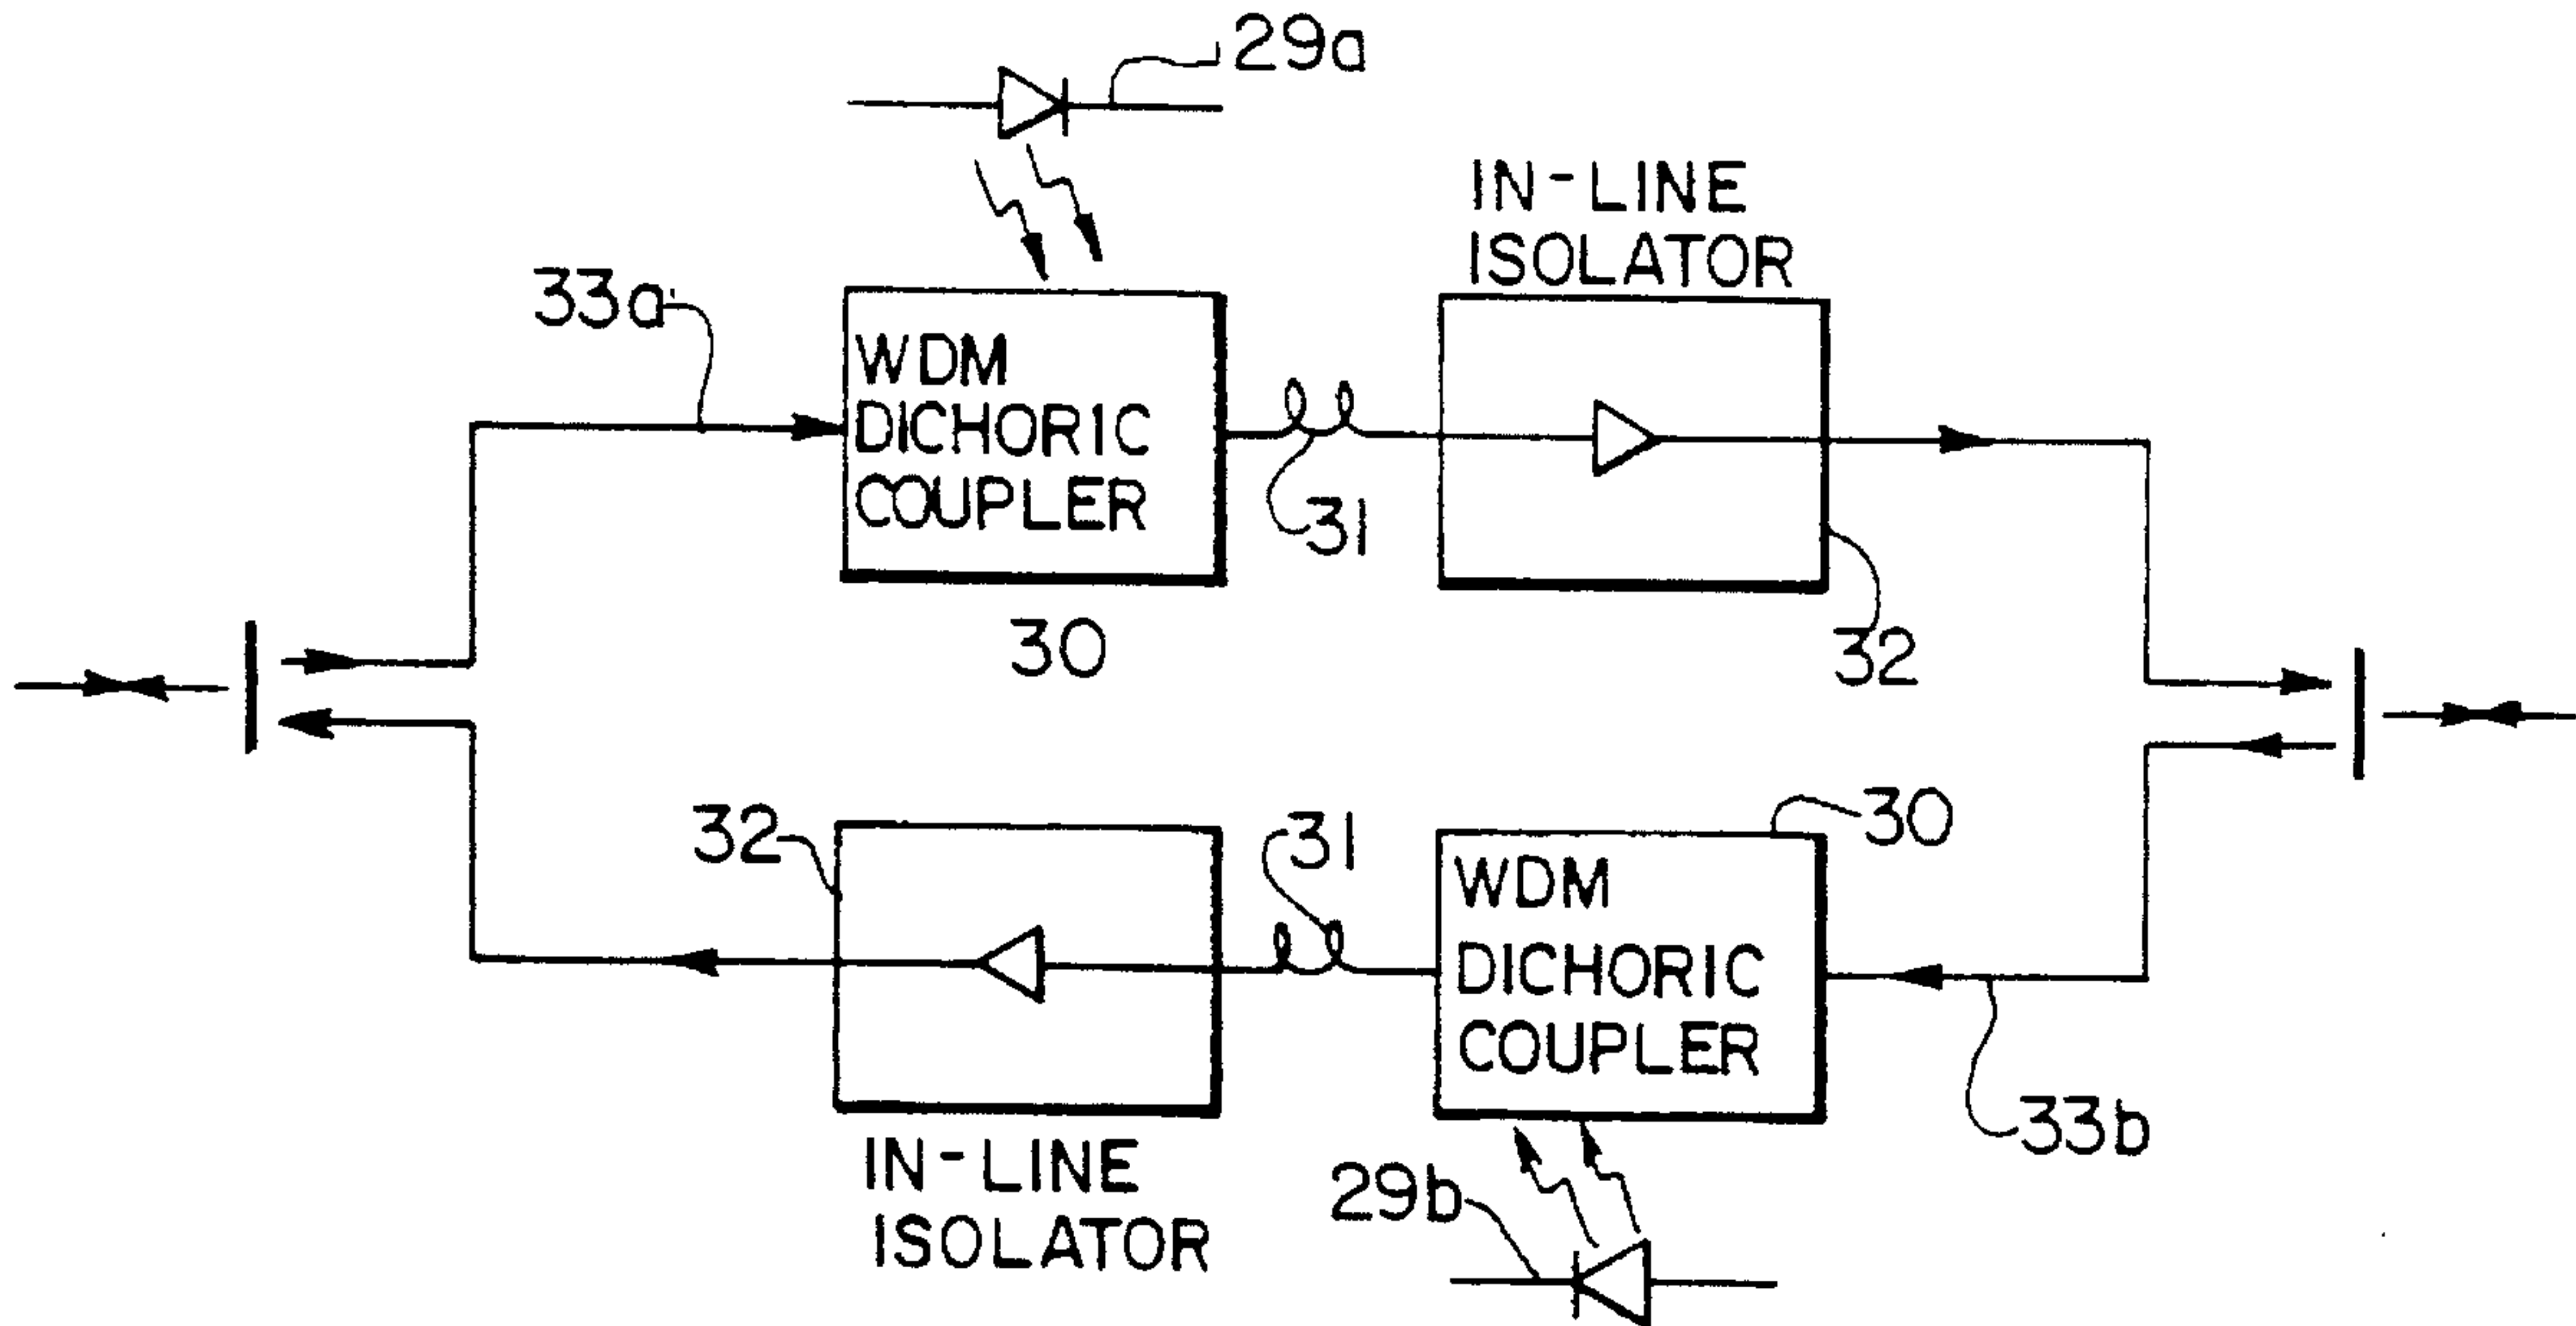 29a
IN-LINE
ISOLATOR
33a
WDM
DICHORIC
COUPLER
31
30
32
32
31
30
WDM
DICHORIC
COUPLER
33b
IN-LINE
ISOLATOR
29b